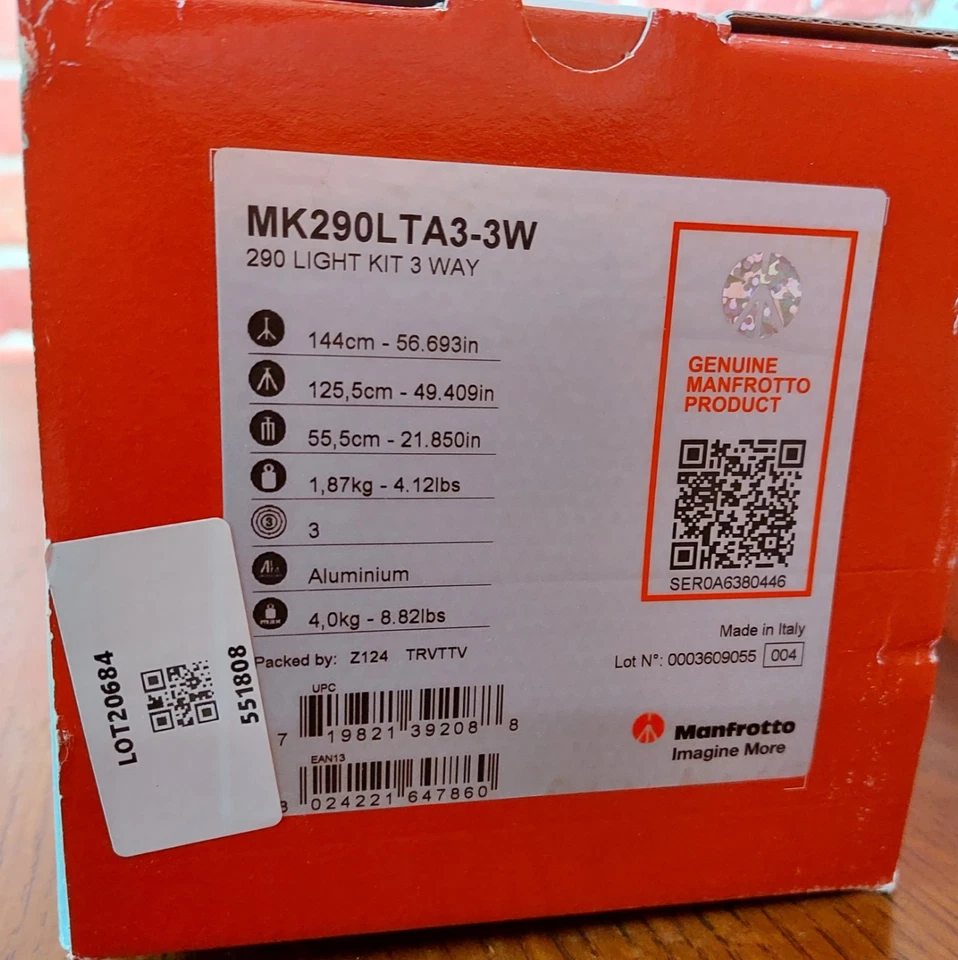 MK290LTA3-3W
290 LIGHT KIT 3 WAY
144cm - 56.693in
125,5cm - 49.409in
55,5cm - 21.850in
1,87kg - 4.12lbs
3
3
Aluminium
4,0kg - 8.82lbs
Packed by: Z124 TRVTTV
UPC
7 19821 39208 8
EAN13
8 024221 647860
GENUINE
MANFROTTO
PRODUCT
SER0A6380446
Made in Italy
Lot N°: 0003609055 004
Manfrotto
Imagine More
LOT20684
551808